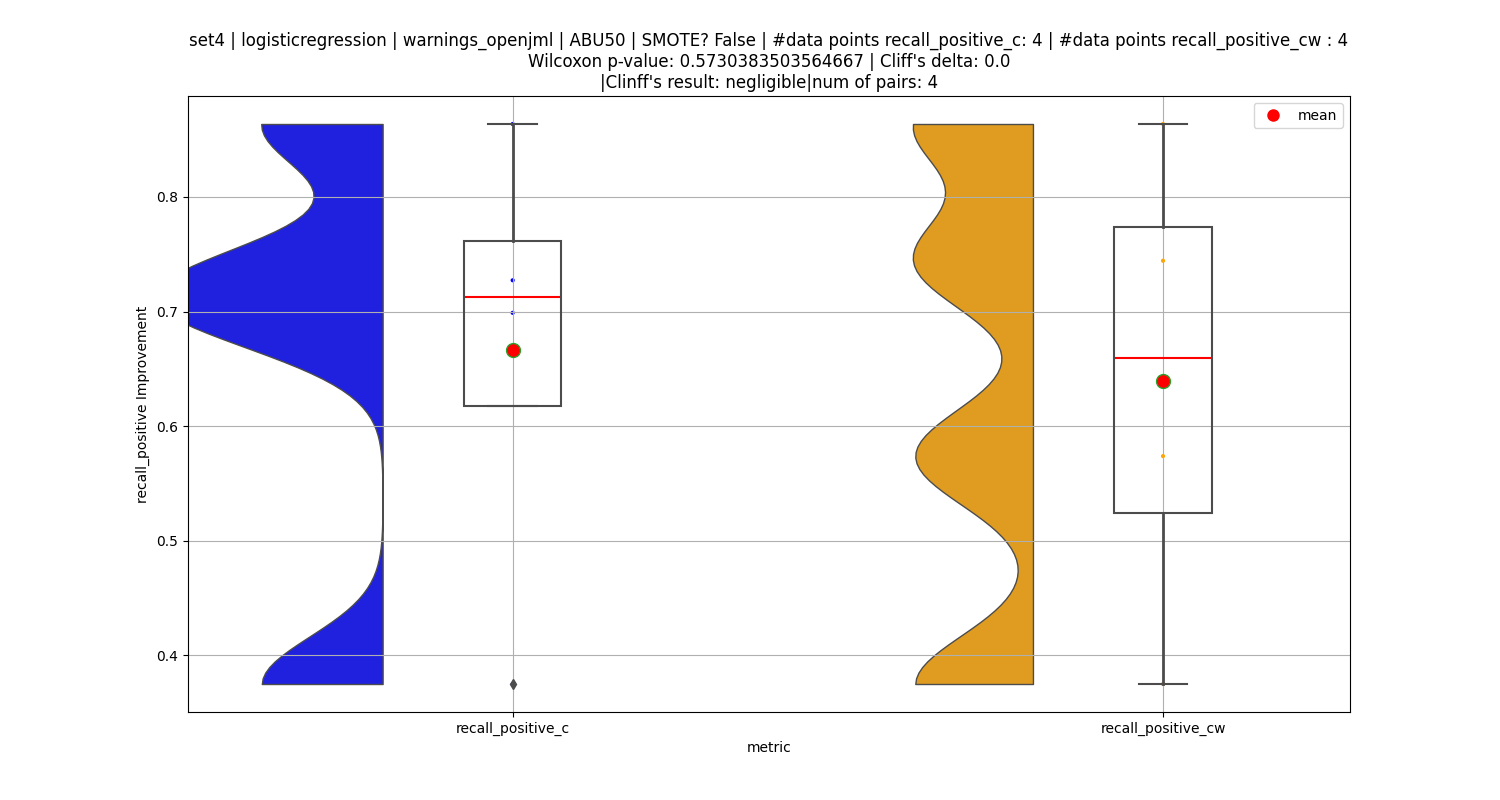 set4 | logisticregression | warnings_openjml | ABU50 | SMOTE? False | #data points recall_positive_c: 4 | #data points recall_positive_cw : 4
Wilcoxon p-value: 0.5730383503564667 | Cliff's delta: 0.0
|Clinff's result: negligible|num of pairs: 4
mean
0.8
0.7
0.6
0.5
0.4
recall_positive Improvement
recall_positive_c
recall_positive_cw
metric